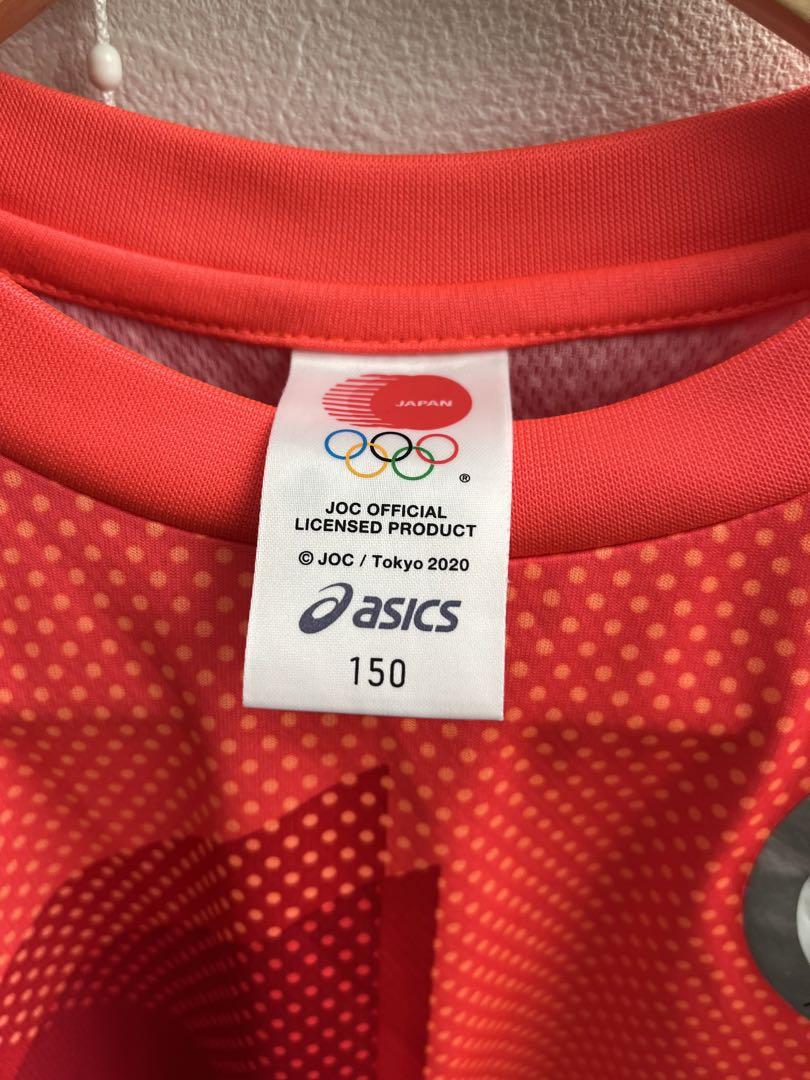 JAPAN
®
JOC OFFICIAL
LICENSED PRODUCT
© JOC / Tokyo 2020
asics
150